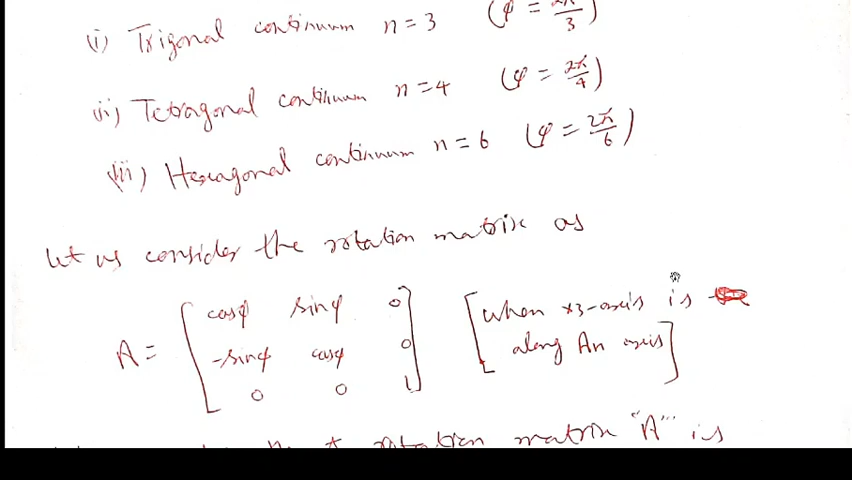 (i) Trigonal continuum n = 3 (φ = 2π/3)
(ii) Tetragonal continuum n = 4 (φ = 2π/4)
(iii) Hexagonal continuum n = 6 (φ = 2π/6)
Let us consider the rotation matrix as
A = [ cosφ sinφ 0
-sinφ cosφ 0
0 0 1 ]
[when x3-axis is
along An axis]
rotation matrix "A" is